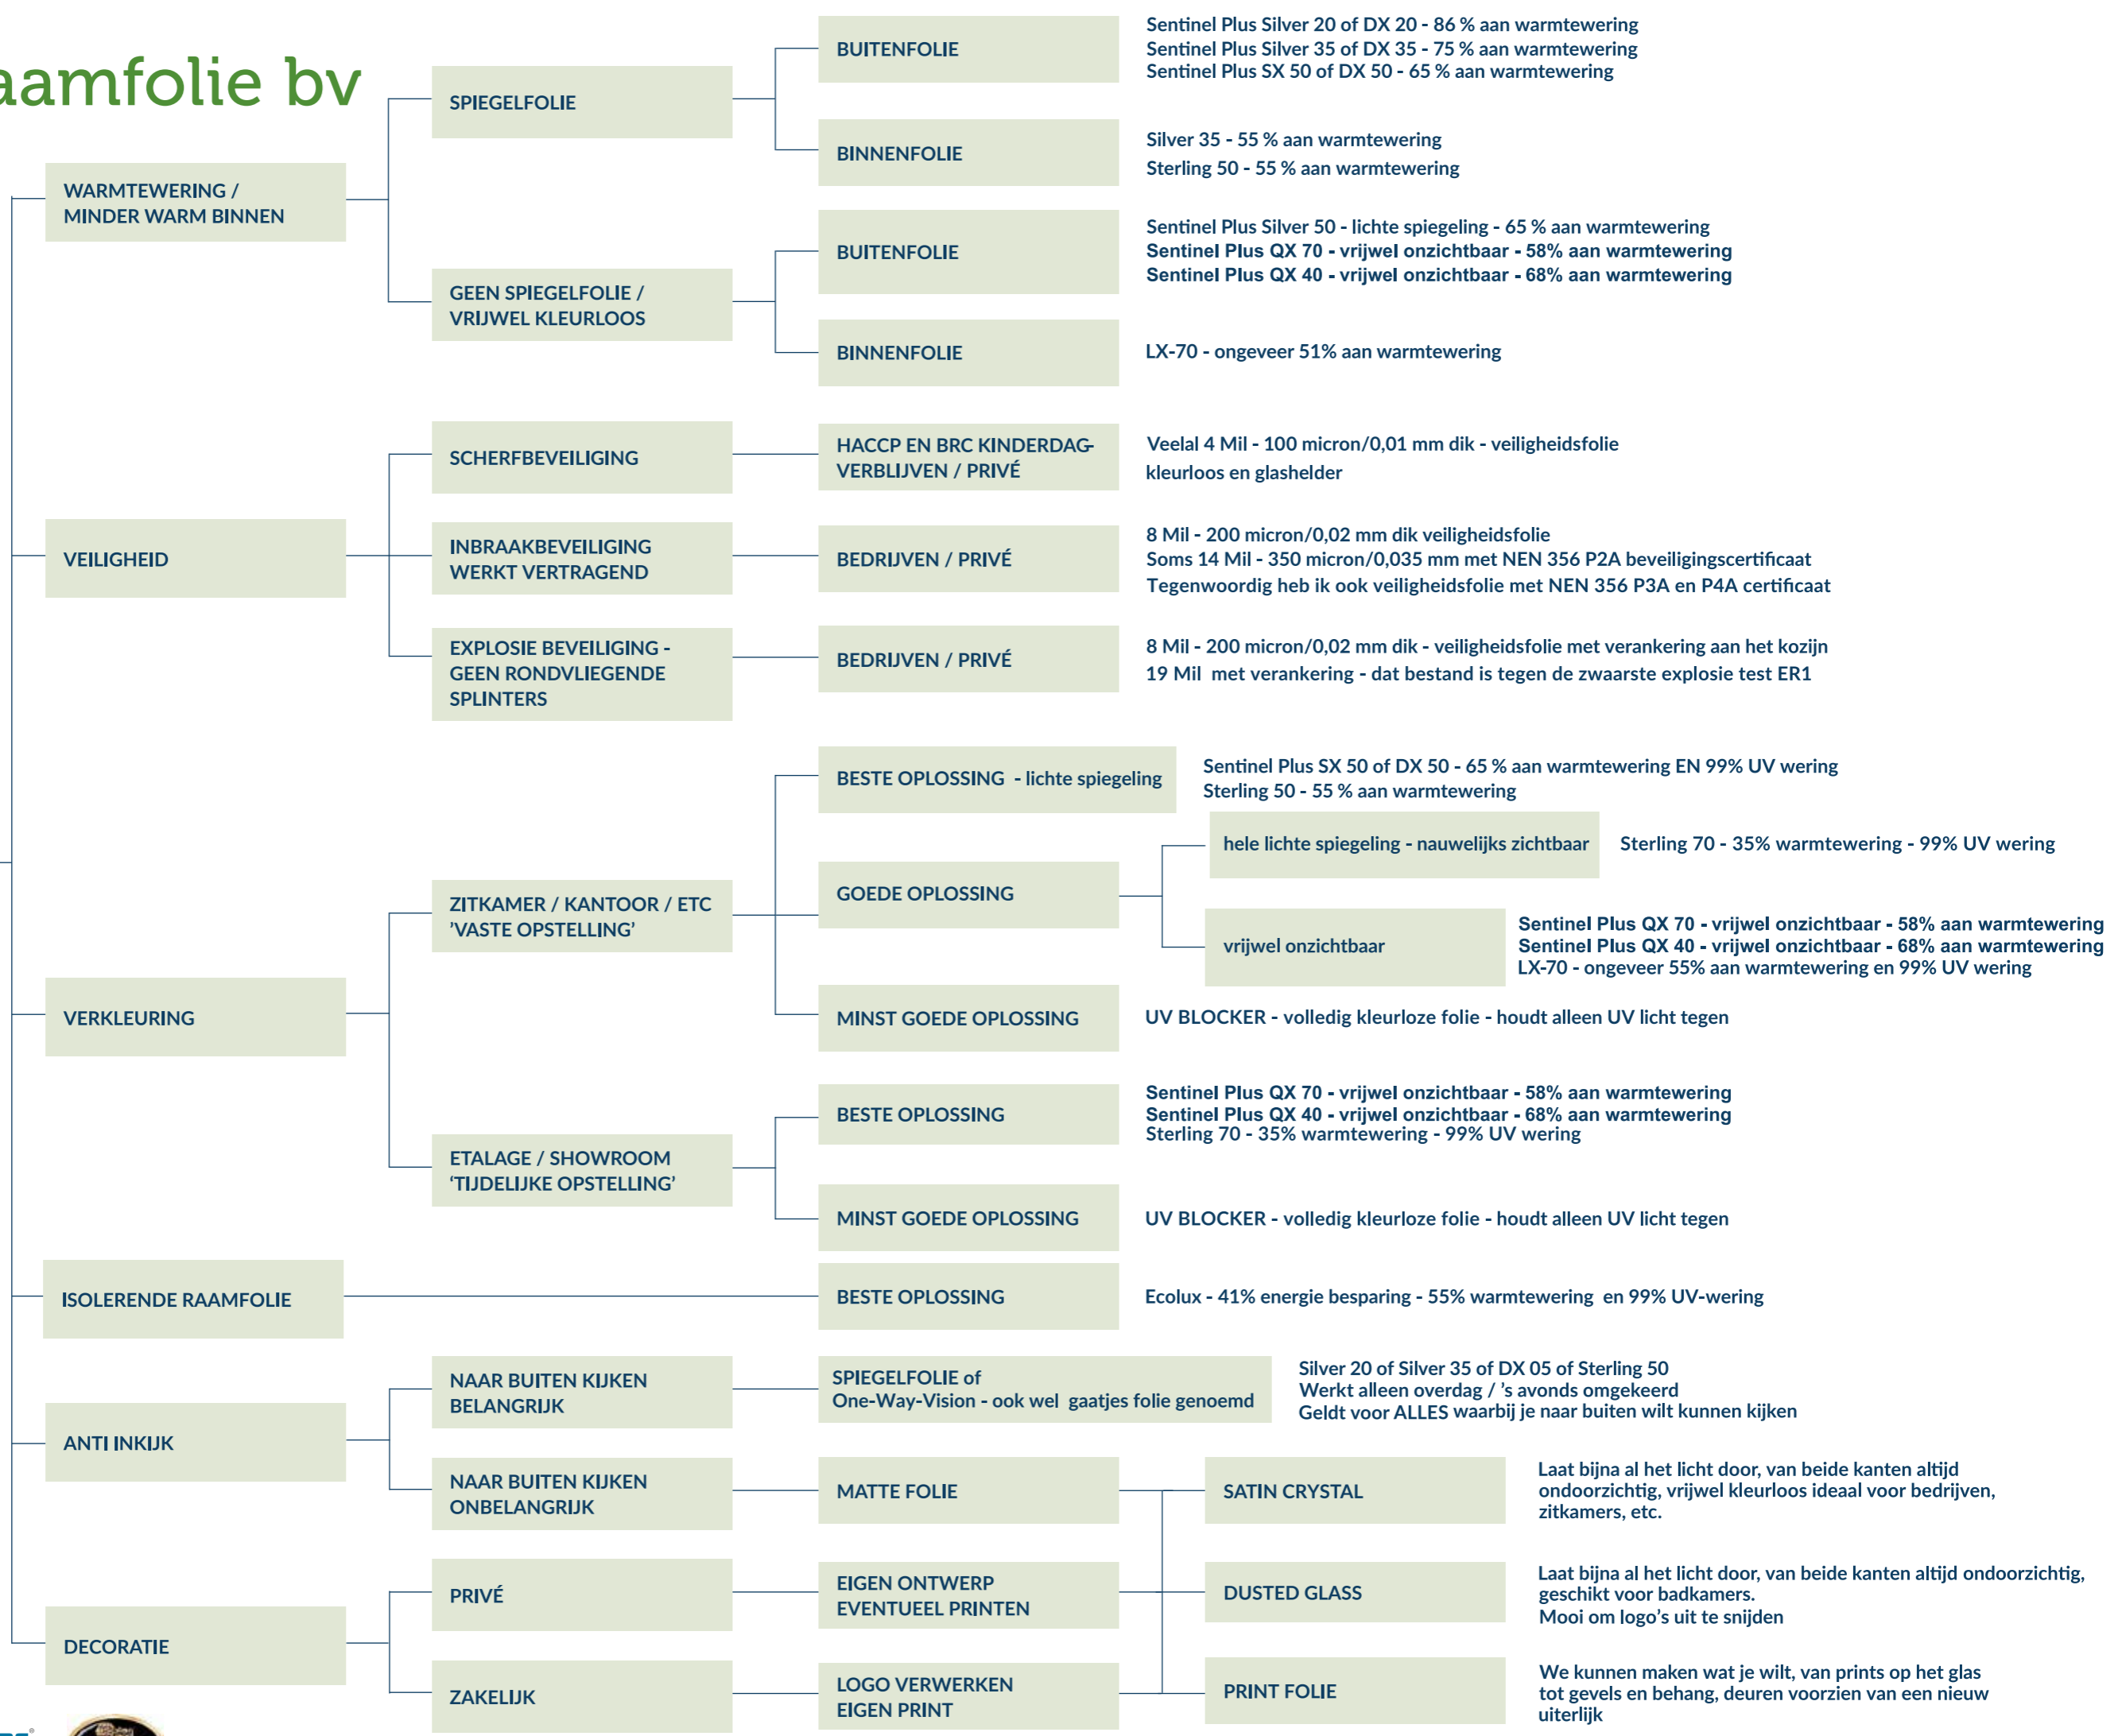 aamfolie bv
WARMTEWERING /
MINDER WARM BINNEN
SPIEGELFOLIE
BUITENFOLIE
Sentinel Plus Silver 20 of DX 20 - 86 % aan warmtewering
Sentinel Plus Silver 35 of DX 35 - 75 % aan warmtewering
Sentinel Plus SX 50 of DX 50 - 65 % aan warmtewering
BINNENFOLIE
Silver 35 - 55 % aan warmtewering
Sterling 50 - 55 % aan warmtewering
GEEN SPIEGELFOLIE /
VRIJWEL KLEURLOOS
BUITENFOLIE
Sentinel Plus Silver 50 - lichte spiegeling - 65 % aan warmtewering
Sentinel Plus QX 70 - vrijwel onzichtbaar - 58% aan warmtewering
Sentinel Plus QX 40 - vrijwel onzichtbaar - 68% aan warmtewering
BINNENFOLIE
LX-70 - ongeveer 51% aan warmtewering
VEILIGHEID
SCHERFBEVEILIGING
HACCP EN BRC KINDERDAG-
VERBLIJVEN / PRIVÉ
Veelal 4 Mil - 100 micron/0,01 mm dik - veiligheidsfolie
kleurloos en glashelder
INBRAAKBEVEILIGING
WERKT VERTRAGEND
BEDRIJVEN / PRIVÉ
8 Mil - 200 micron/0,02 mm dik veiligheidsfolie
Soms 14 Mil - 350 micron/0,035 mm met NEN 356 P2A beveiligingscertificaat
Tegenwoordig heb ik ook veiligheidsfolie met NEN 356 P3A en P4A certificaat
EXPLOSIE BEVEILIGING -
GEEN RONDVLIEGENDE
SPLINTERS
BEDRIJVEN / PRIVÉ
8 Mil - 200 micron/0,02 mm dik - veiligheidsfolie met verankering aan het kozijn
19 Mil met verankering - dat bestand is tegen de zwaarste explosie test ER1
VERKLEURING
ZITKAMER / KANTOOR / ETC
'VASTE OPSTELLING'
BESTE OPLOSSING - lichte spiegeling
Sentinel Plus SX 50 of DX 50 - 65 % aan warmtewering EN 99% UV wering
Sterling 50 - 55 % aan warmtewering
GOEDE OPLOSSING
hele lichte spiegeling - nauwelijks zichtbaar
Sterling 70 - 35% warmtewering - 99% UV wering
vrijwel onzichtbaar
Sentinel Plus QX 70 - vrijwel onzichtbaar - 58% aan warmtewering
Sentinel Plus QX 40 - vrijwel onzichtbaar - 68% aan warmtewering
LX-70 - ongeveer 55% aan warmtewering en 99% UV wering
MINST GOEDE OPLOSSING
UV BLOCKER - volledig kleurloze folie - houdt alleen UV licht tegen
ETALAGE / SHOWROOM
'TIJDELIJKE OPSTELLING'
BESTE OPLOSSING
Sentinel Plus QX 70 - vrijwel onzichtbaar - 58% aan warmtewering
Sentinel Plus QX 40 - vrijwel onzichtbaar - 68% aan warmtewering
Sterling 70 - 35% warmtewering - 99% UV wering
MINST GOEDE OPLOSSING
UV BLOCKER - volledig kleurloze folie - houdt alleen UV licht tegen
ISOLERENDE RAAMFOLIE
BESTE OPLOSSING
Ecolux - 41% energie besparing - 55% warmtewering en 99% UV-wering
ANTI INKIJK
NAAR BUITEN KIJKEN
BELANGRIJK
SPIEGELFOLIE of
One-Way-Vision - ook wel gaatjes folie genoemd
Silver 20 of Silver 35 of DX 05 of Sterling 50
Werkt alleen overdag / 's avonds omgekeerd
Geldt voor ALLES waarbij je naar buiten wilt kunnen kijken
NAAR BUITEN KIJKEN
ONBELANGRIJK
MATTE FOLIE
SATIN CRYSTAL
Laat bijna al het licht door, van beide kanten altijd
ondoorzichtig, vrijwel kleurloos ideaal voor bedrijven,
zitkamers, etc.
DECORATIE
PRIVÉ
EIGEN ONTWERP
EVENTUEEL PRINTEN
DUSTED GLASS
Laat bijna al het licht door, van beide kanten altijd ondoorzichtig,
geschikt voor badkamers.
Mooi om logo's uit te snijden
ZAKELIJK
LOGO VERWERKEN
EIGEN PRINT
PRINT FOLIE
We kunnen maken wat je wilt, van prints op het glas
tot gevels en behang, deuren voorzien van een nieuw
uiterlijk